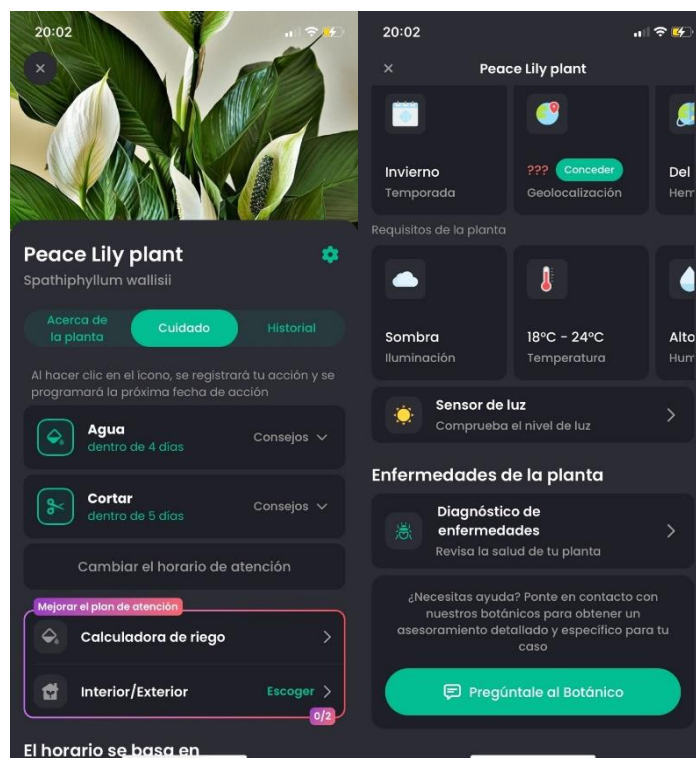 20:02
Peace Lily plant
Spathiphyllum wallisii
Acerca de
la planta
Cuidado
Historial
Al hacer clic en el ícono, se registrará tu acción y se
programará la próxima fecha de
acción
Agua
dentro de 4 días
Consejos
Cortar
dentro de 5 días
Consejos
Cambiar el horario de atención
Mejorar el plan de atención
Calculadora de riego
Interior/Exterior
Escoger
0/2
El horario se basa en
20:02
Peace Lily plant
Invierno
Temporada
??? Conceder
Geolocalización
Del
Hem
Requisitos de la planta
Sombra
Iluminación
18°C - 24°C
Temperatura
Alto
Hum
Sensor de luz
Comprueba el nivel de luz
Enfermedades de la planta
Diagnóstico de
enfermedades
Revisa la salud de tu planta
¿Necesitas ayuda? Ponte en contacto con
nuestros botánicos para obtener un
asesoramiento detallado y específico para tu
caso
Pregúntale al Botánico